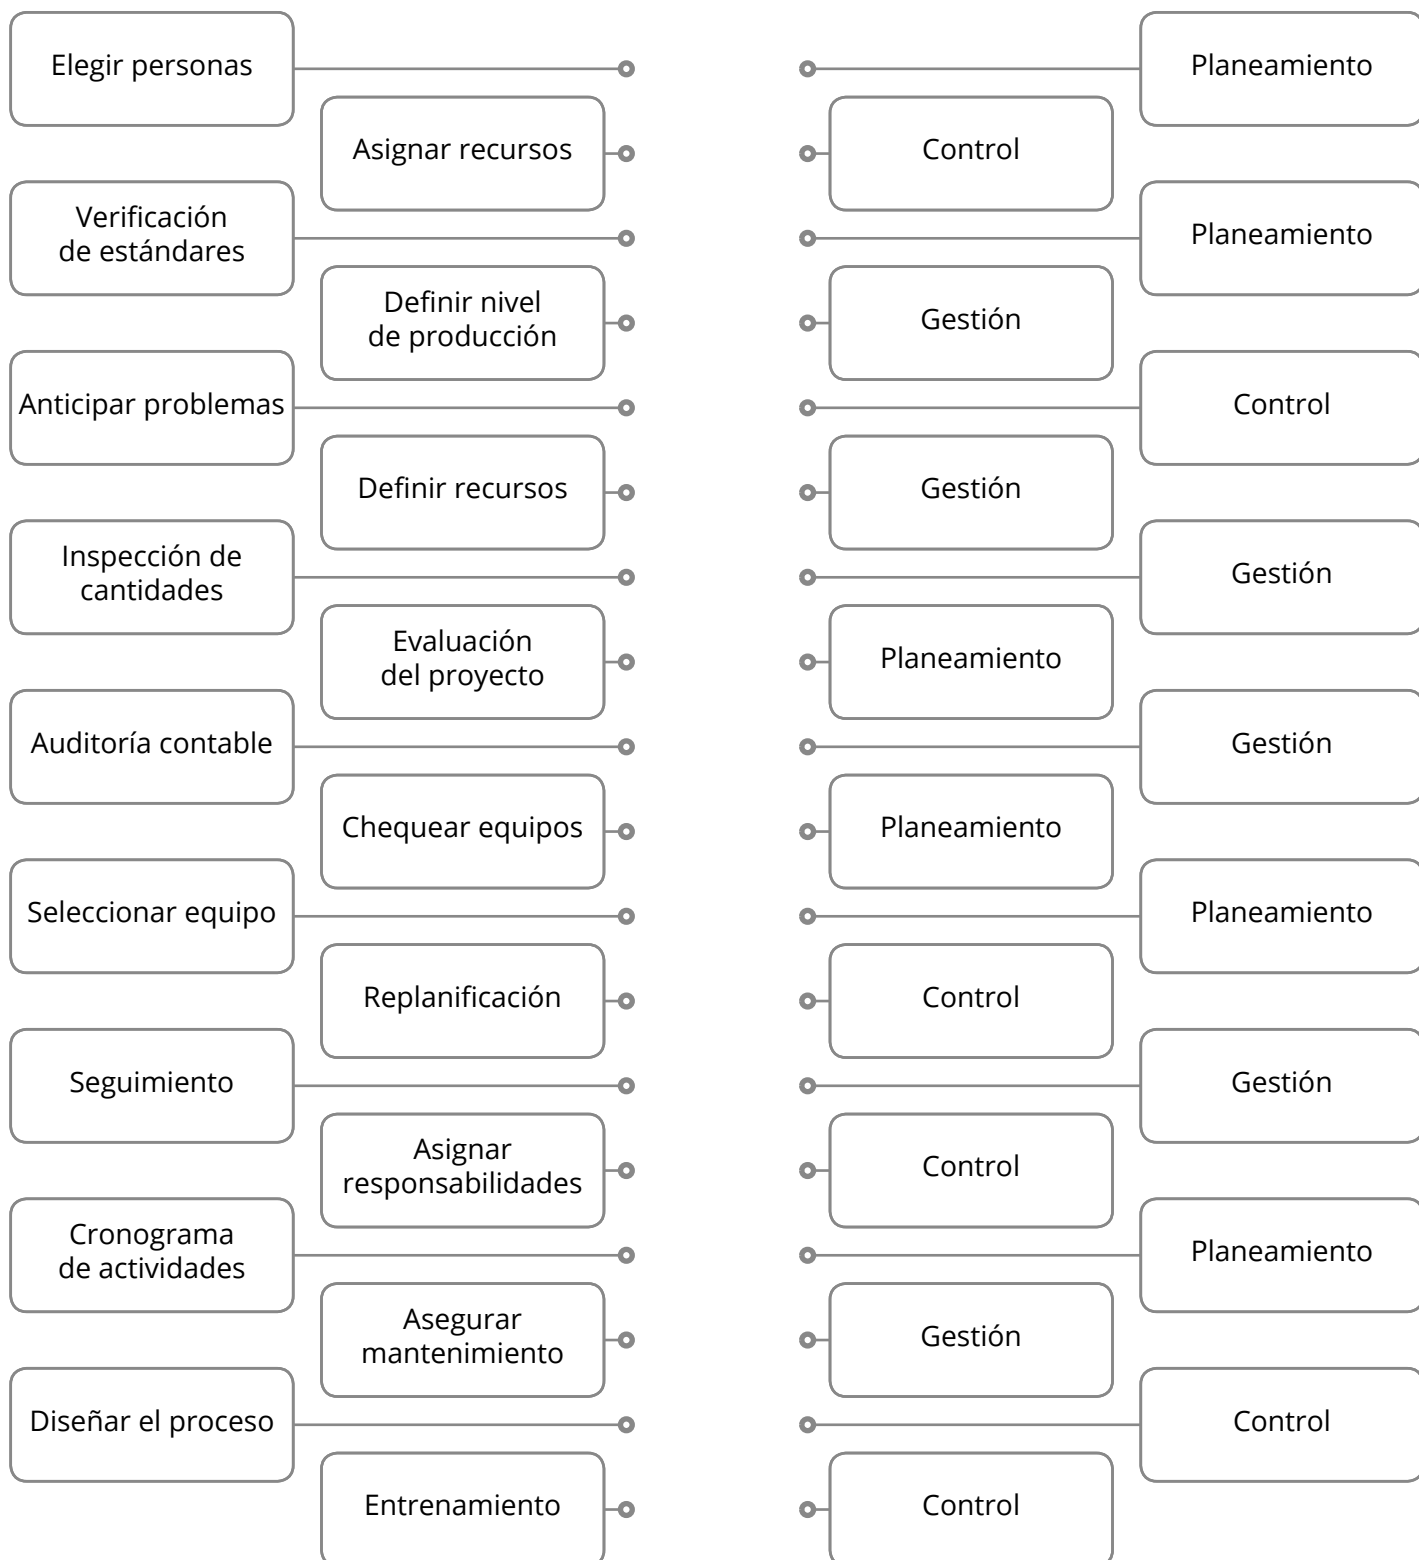 Elegir personas
Planeamiento
Asignar recursos
Control
Verificación
de estándares
Planeamiento
Definir nivel
de producción
Gestión
Anticipar problemas
Control
Definir recursos
Gestión
Inspección de
cantidades
Gestión
Evaluación
del proyecto
Planeamiento
Auditoría contable
Gestión
Chequear equipos
Planeamiento
Seleccionar equipo
Planeamiento
Replanificación
Control
Seguimiento
Gestión
Asignar
responsabilidades
Control
Cronograma
de actividades
Planeamiento
Asegurar
mantenimiento
Gestión
Diseñar el proceso
Control
Entrenamiento
Control